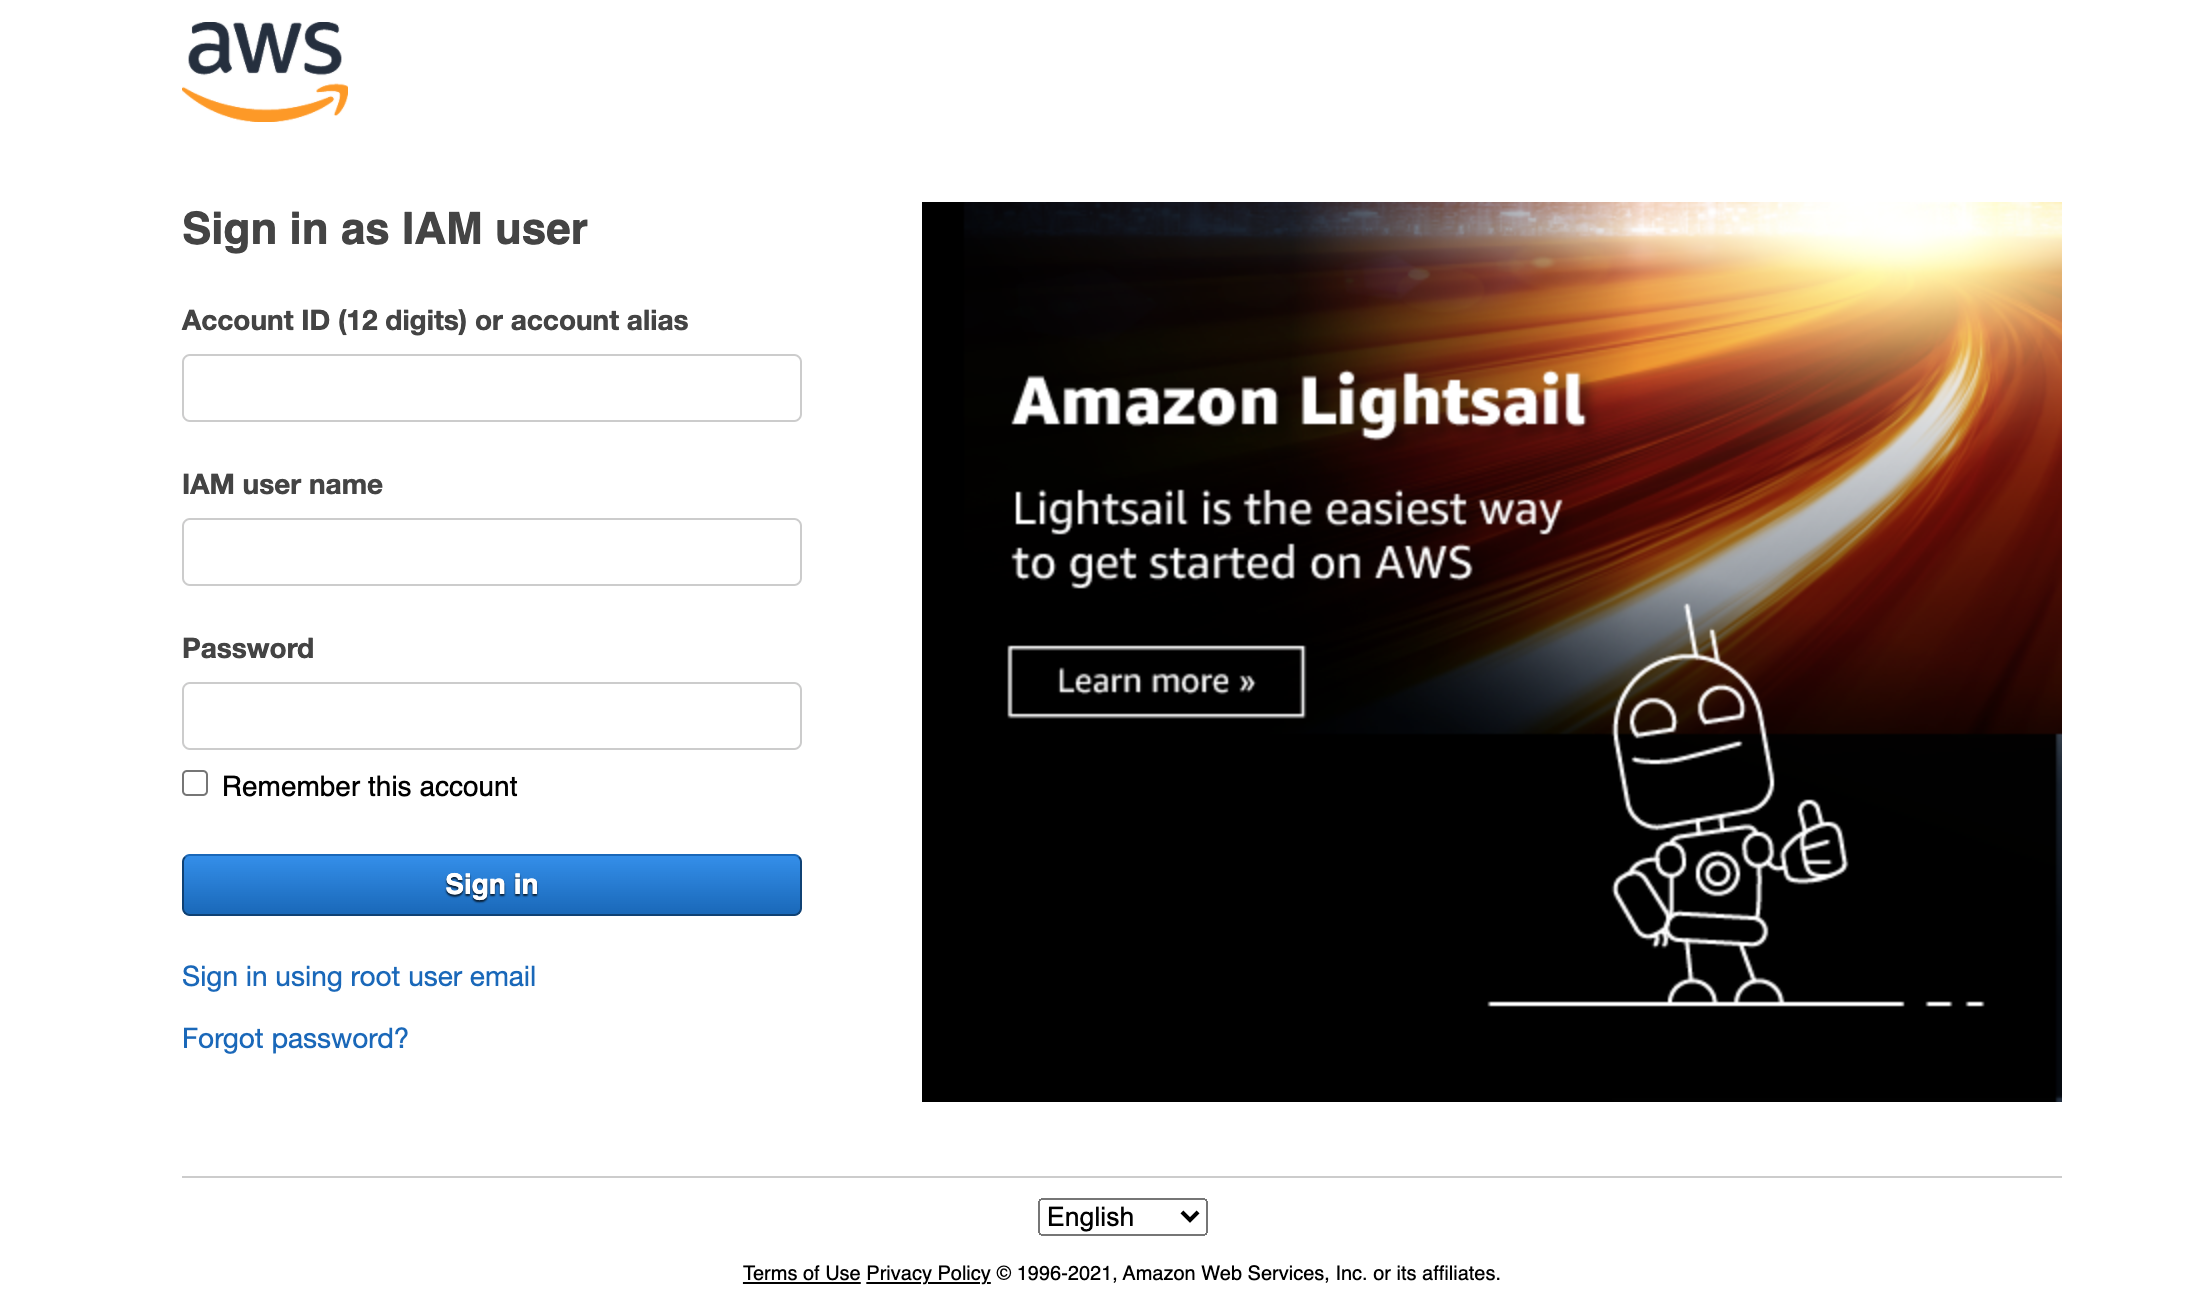 aws
Sign in as IAM user
Account ID (12 digits) or account alias
IAM user name
Password
Remember this account
Sign in
Sign in using root user email
Forgot password?
Amazon Lightsail
Lightsail is the easiest way
to get started on AWS
Learn more »
English
Terms of Use Privacy Policy © 1996-2021, Amazon Web Services, Inc. or its affiliates.